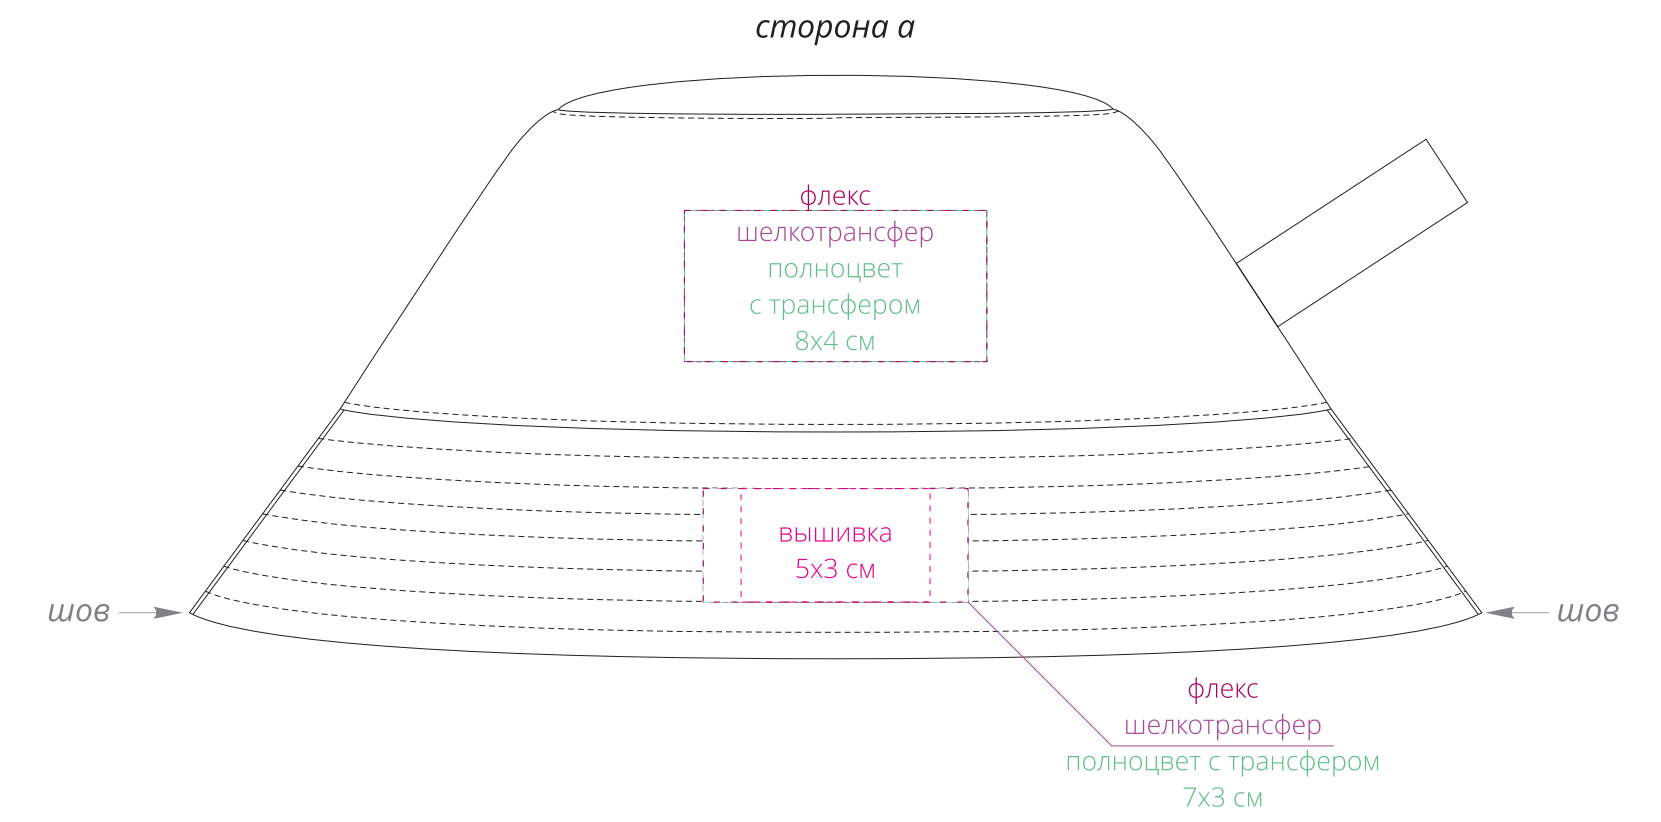 сторона а
флекс
шелкотрансфер
полноцвет
с трансфером
8х4 см
вышивка
5х3 см
шов
шов
флекс
шелкотрансфер
полноцвет с трансфером
7х3 см